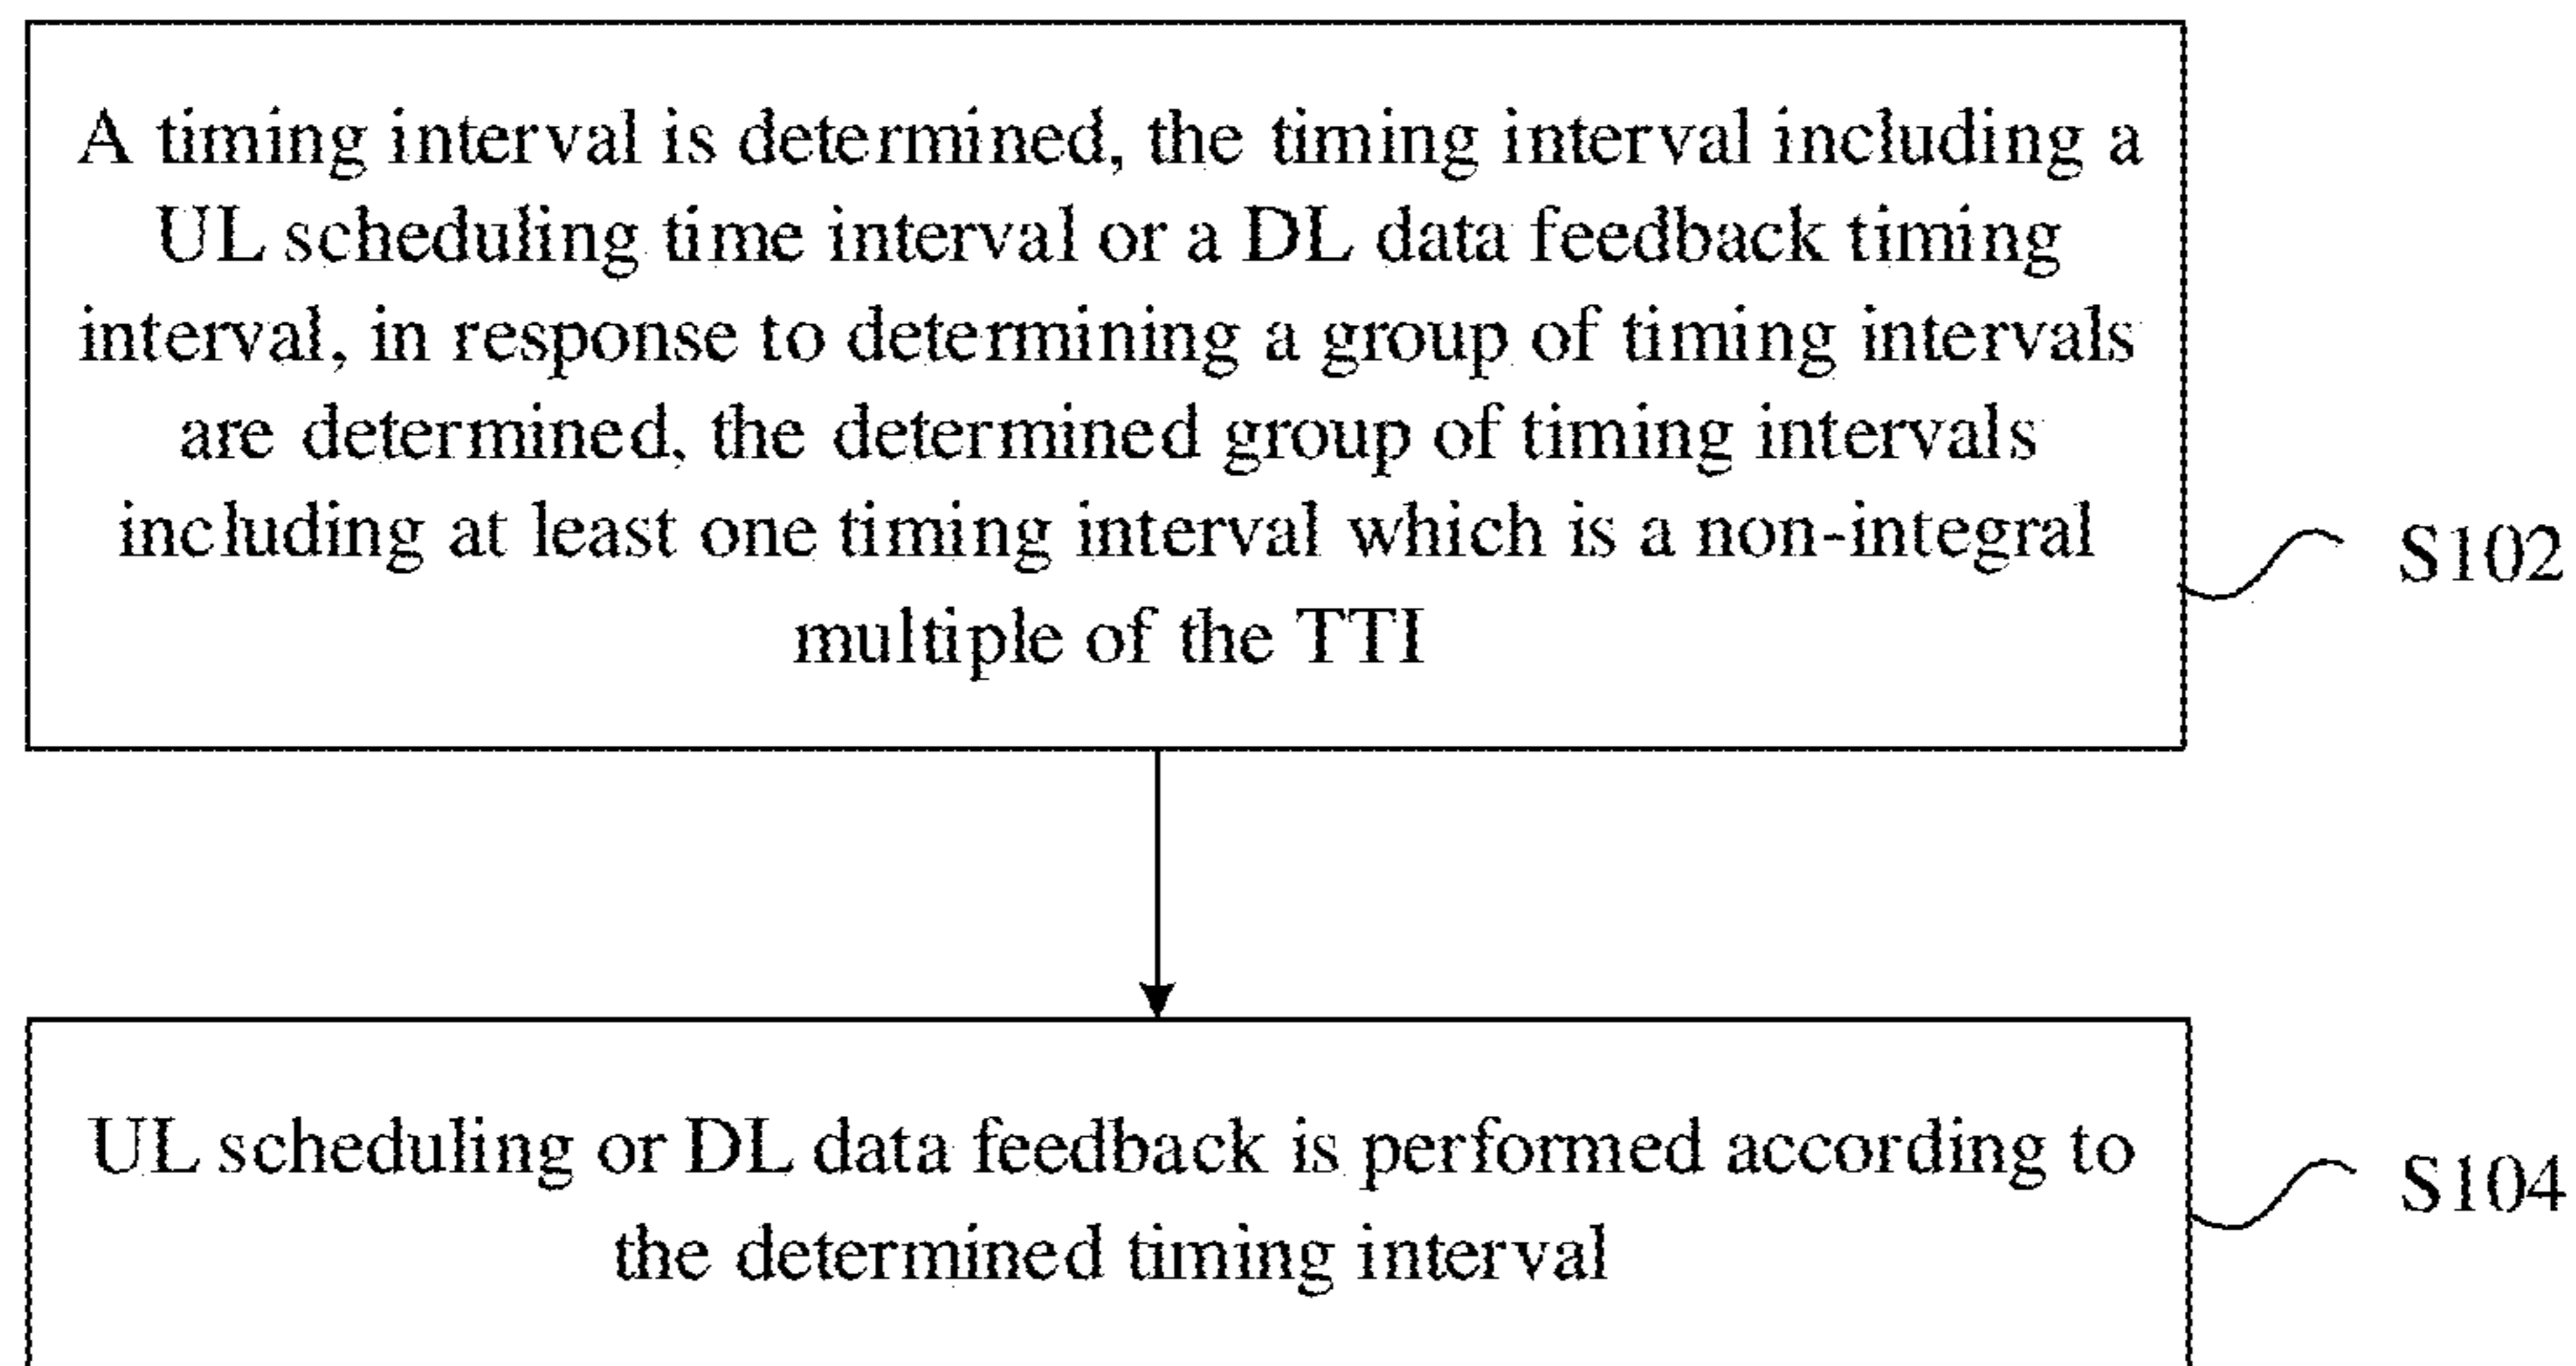 A timing interval is determined, the timing interval including a
UL scheduling time interval or a DL data feedback timing
interval, in response to determining a group of timing intervals
are determined, the determined group of timing intervals
including at least one timing interval which is a non-integral
multiple of the TTI
S102
UL scheduling or DL data feedback is performed according to
the determined timing interval
S104